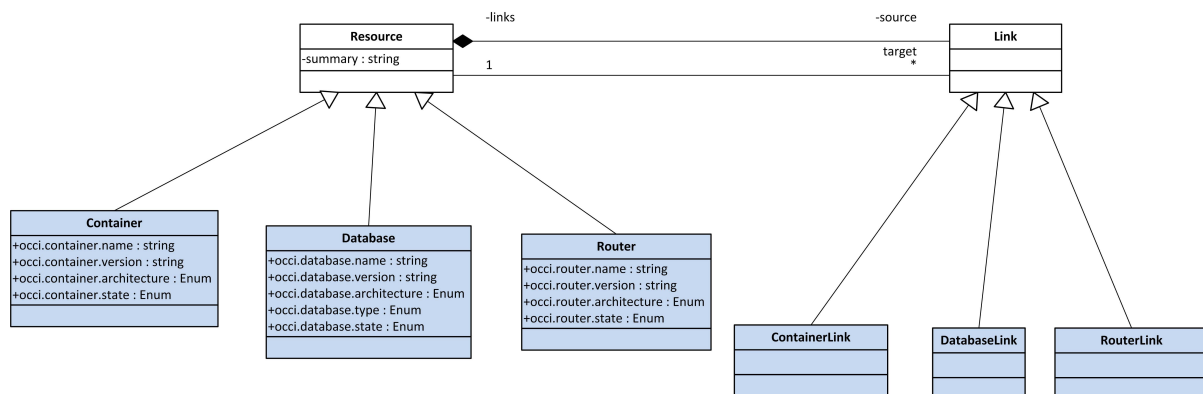 -links
-source
Resource
-summary : string
Link
target
1
*
Container
+occi.container.name : string
+occi.container.version : string
+occi.container.architecture : Enum
+occi.container.state : Enum
Database
+occi.database.name : string
+occi.database.version : string
+occi.database.architecture : Enum
+occi.database.type : Enum
+occi.database.state : Enum
Router
+occi.router.name : string
+occi.router.version : string
+occi.router.architecture : Enum
+occi.router.state : Enum
ContainerLink
DatabaseLink
RouterLink